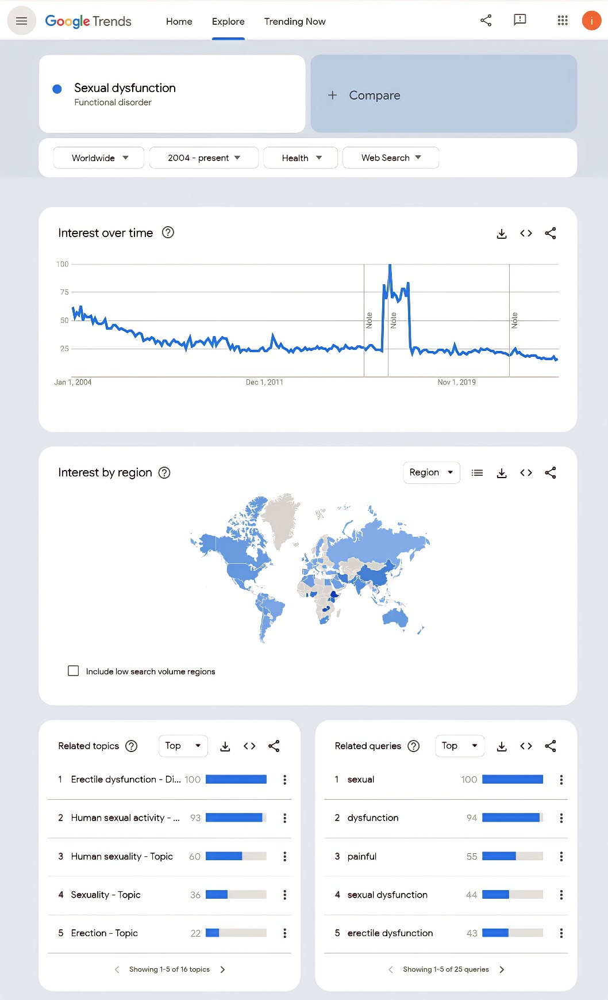 Google Trends
Home Explore Trending Now
i
Sexual dysfunction
Functional disorder
+ Compare
Worldwide
2004 - present
Health
Web Search
Interest over time
100
75
50
25
Note
Note
Note
Jan 1, 2004
Dec 1, 2011
Nov 1, 2019
Interest by region
Region
Include low search volume regions
Related topics
Top
1 Erectile dysfunction - Di... 100
2 Human sexual activity - ... 93
3 Human sexuality - Topic 60
4 Sexuality - Topic 36
5 Erection - Topic 22
Showing 1-5 of 16 topics
Related queries
Top
1 sexual 100
2 dysfunction 94
3 painful 55
4 sexual dysfunction 44
5 erectile dysfunction 43
Showing 1-5 of 25 queries